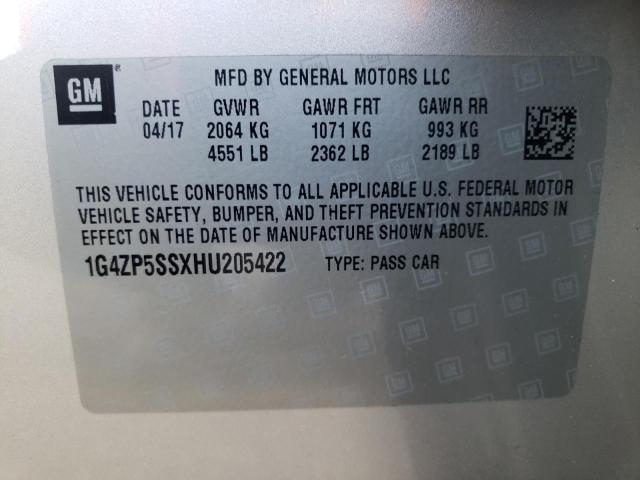 GM
MFD BY GENERAL MOTORS LLC
DATE GVWR GAWR FRT GAWR RR
04/17 2064 KG 1071 KG 993 KG
4551 LB 2362 LB 2189 LB
THIS VEHICLE CONFORMS TO ALL APPLICABLE U.S. FEDERAL MOTOR
VEHICLE SAFETY, BUMPER, AND THEFT PREVENTION STANDARDS IN
EFFECT ON THE DATE OF MANUFACTURE SHOWN ABOVE.
1G4ZP5SSXHU205422 TYPE: PASS CAR